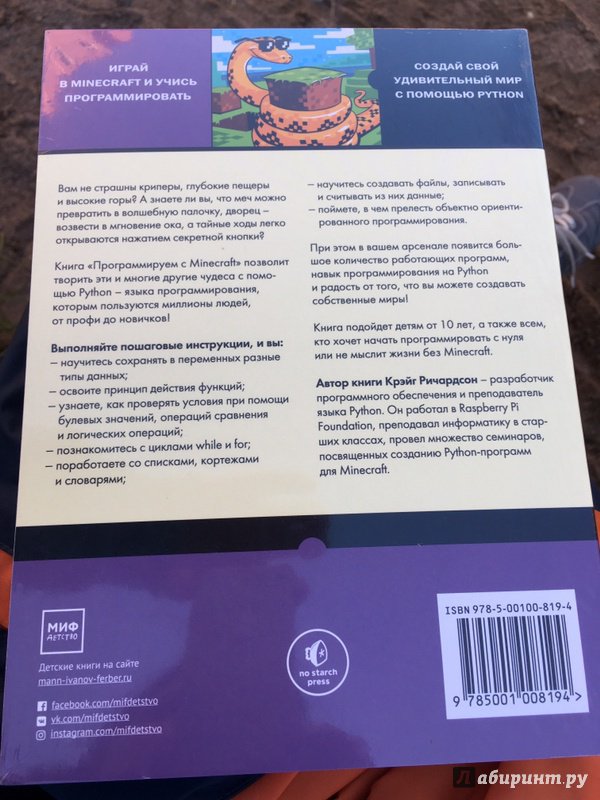 ИГРАЙ
В MINECRAFT И УЧИСЬ
ПРОГРАММИРОВАТЬ
СОЗДАЙ СВОЙ
УДИВИТЕЛЬНЫЙ МИР
С ПОМОЩЬЮ PYTHON
Вам не страшны криперы, глубокие пещеры
и высокие горы? А знаете ли вы, что меч можно
превратить в волшебную палочку, дворец –
возвести в мгновение ока, а тайные ходы легко
открываются нажатием секретной кнопки?
Книга «Программируем с Minecraft» позволит
творить эти и многие другие чудеса с помо-
щью Python – языка программирования,
которым пользуются миллионы людей,
от профи до новичков!
Выполняйте пошаговые инструкции, и вы:
– научитесь сохранять в переменных разные
типы данных;
– освоите принцип действия функций;
– узнаете, как проверять условия при помощи
булевых значений, операций сравнения
и логических операций;
– познакомитесь с циклами while и for;
– поработаете со списками, кортежами
и словарями;
– научитесь создавать файлы, записывать
и считывать из них данные;
– поймете, в чем прелесть объектно ориенти-
рованного программирования.
При этом в вашем арсенале появится боль-
шое количество работающих программ,
навык программирования на Python
и радость от того, что вы можете создавать
собственные миры!
Книга подойдет детям от 10 лет, а также всем,
кто хочет начать программировать с нуля
или не мыслит жизни без Minecraft.
Автор книги Крэйг Ричардсон – разработчик
программного обеспечения и преподаватель
языка Python. Он работал в Raspberry Pi
Foundation, преподавал информатику в стар-
ших классах, провел множество семинаров,
посвященных созданию Python-программ
для Minecraft.
МИФ
ДЕТСТВО
Детские книги на сайте
mann-ivanov-ferber.ru
facebook.com/mifdetstvo
vk.com/mifdetstvo
instagram.com/mifdetstvo
no starch
press
ISBN 978-5-00100-819-4
9 785001 008194 >
Лабиринт.ру